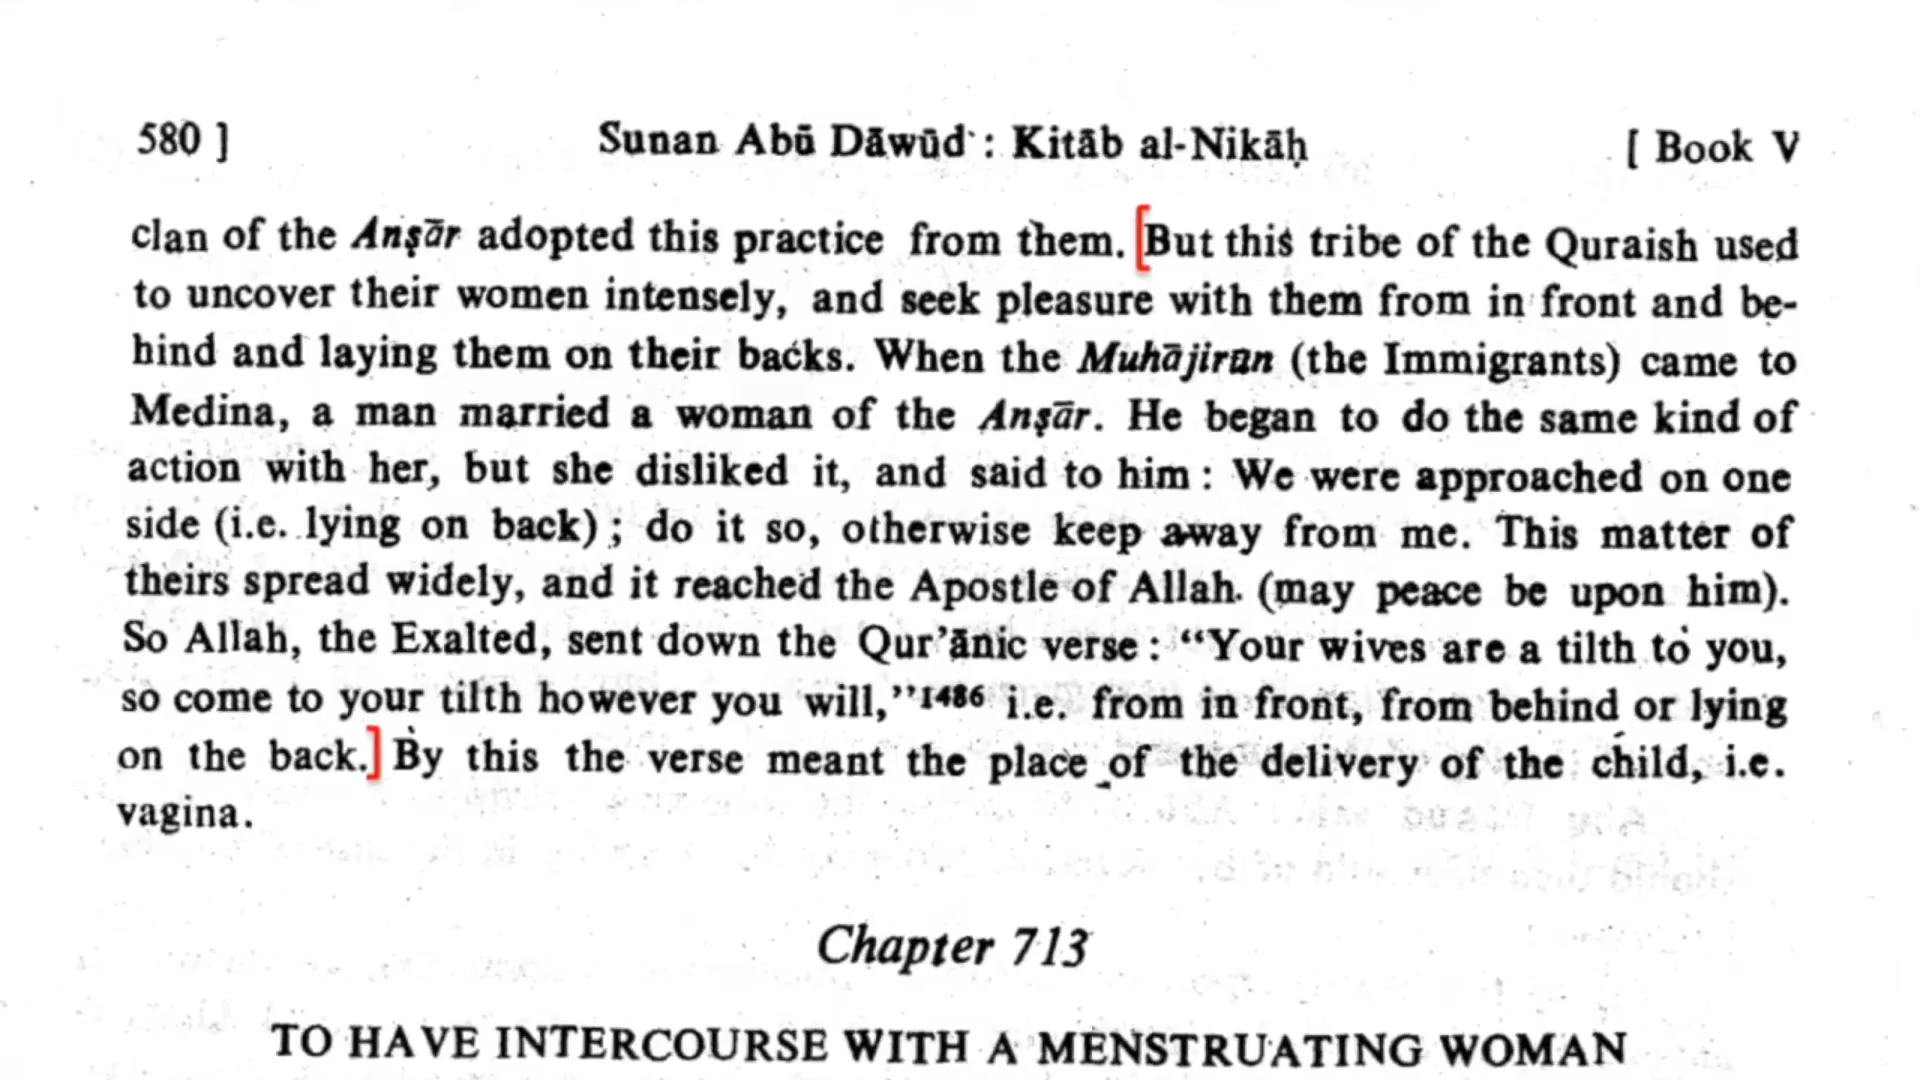 580 ] Sunan Abū Dāwūd : Kitāb al-Nikāḥ [ Book V
clan of the Anṣār adopted this practice from them. [But this tribe of the Quraish used
to uncover their women intensely, and seek pleasure with them from in front and be-
hind and laying them on their backs. When the Muhājirūn (the Immigrants) came to
Medina, a man married a woman of the Anṣār. He began to do the same kind of
action with her, but she disliked it, and said to him : We were approached on one
side (i.e. lying on back) ; do it so, otherwise keep away from me. This matter of
theirs spread widely, and it reached the Apostle of Allah (may peace be upon him).
So Allah, the Exalted, sent down the Qur’ānic verse : “Your wives are a tilth to you,
so come to your tilth however you will,”1486 i.e. from in front, from behind or lying
on the back.] By this the verse meant the place of the delivery of the child, i.e.
vagina.
Chapter 713
TO HAVE INTERCOURSE WITH A MENSTRUATING WOMAN